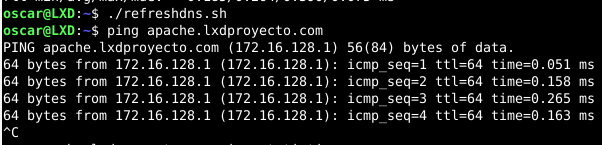 oscar@LXD:~$ ./refreshdns.sh
oscar@LXD:~$ ping apache.lxdproyecto.com
PING apache.lxdproyecto.com (172.16.128.1) 56(84) bytes of data.
64 bytes from 172.16.128.1 (172.16.128.1): icmp_seq=1 ttl=64 time=0.051 ms
64 bytes from 172.16.128.1 (172.16.128.1): icmp_seq=2 ttl=64 time=0.158 ms
64 bytes from 172.16.128.1 (172.16.128.1): icmp_seq=3 ttl=64 time=0.265 ms
64 bytes from 172.16.128.1 (172.16.128.1): icmp_seq=4 ttl=64 time=0.163 ms
^C